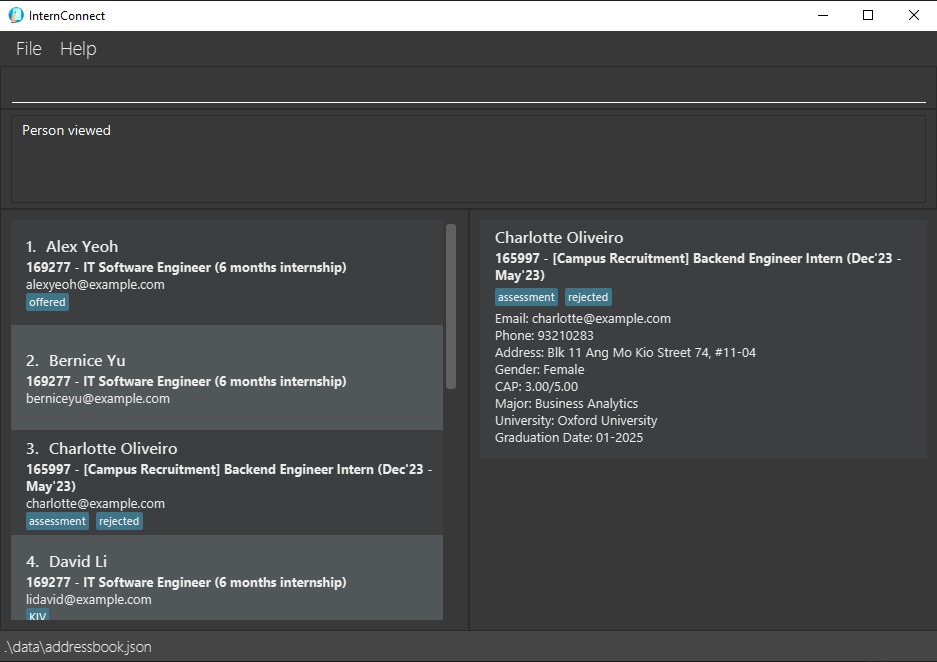 InternConnect
File Help
Person viewed
1. Alex Yeoh
169277 - IT Software Engineer (6 months internship)
alexyeoh@example.com
offered
2. Bernice Yu
169277 - IT Software Engineer (6 months internship)
berniceyu@example.com
3. Charlotte Oliveiro
165997 - [Campus Recruitment] Backend Engineer Intern (Dec'23 -
May'23)
charlotte@example.com
assessment rejected
4. David Li
169277 - IT Software Engineer (6 months internship)
lidavid@example.com
KIV
Charlotte Oliveiro
165997 - [Campus Recruitment] Backend Engineer Intern (Dec'23 -
May'23)
assessment rejected
Email: charlotte@example.com
Phone: 93210283
Address: Blk 11 Ang Mo Kio Street 74, #11-04
Gender: Female
CAP: 3.00/5.00
Major: Business Analytics
University: Oxford University
Graduation Date: 01-2025
.\data\addressbook.json